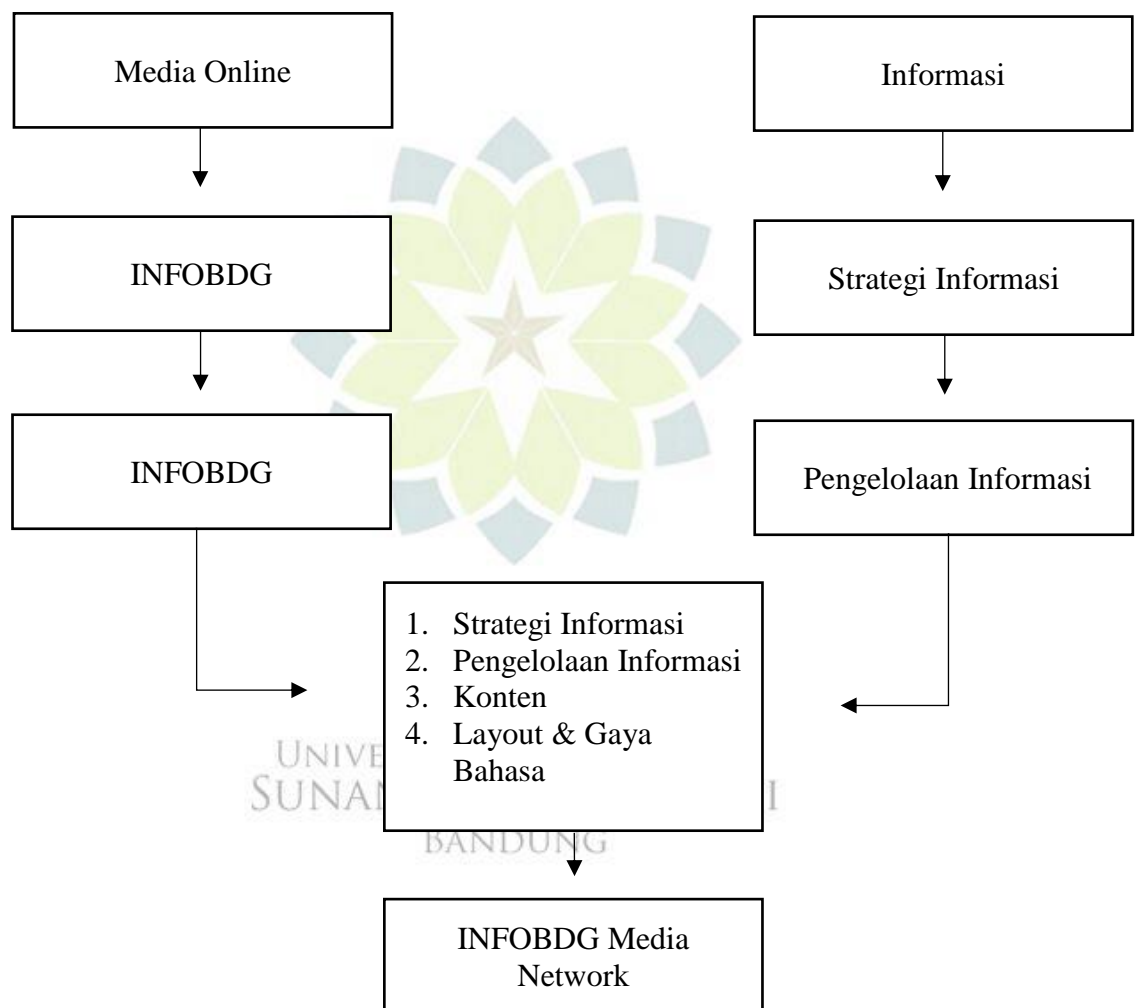 Media Online
Informasi
INFOBDG
Strategi Informasi
INFOBDG
Pengelolaan Informasi
1. Strategi Informasi
2. Pengelolaan Informasi
3. Konten
4. Layout & Gaya
Bahasa
UNIVE
SUNAN I
BANDUNG
INFOBDG Media
Network